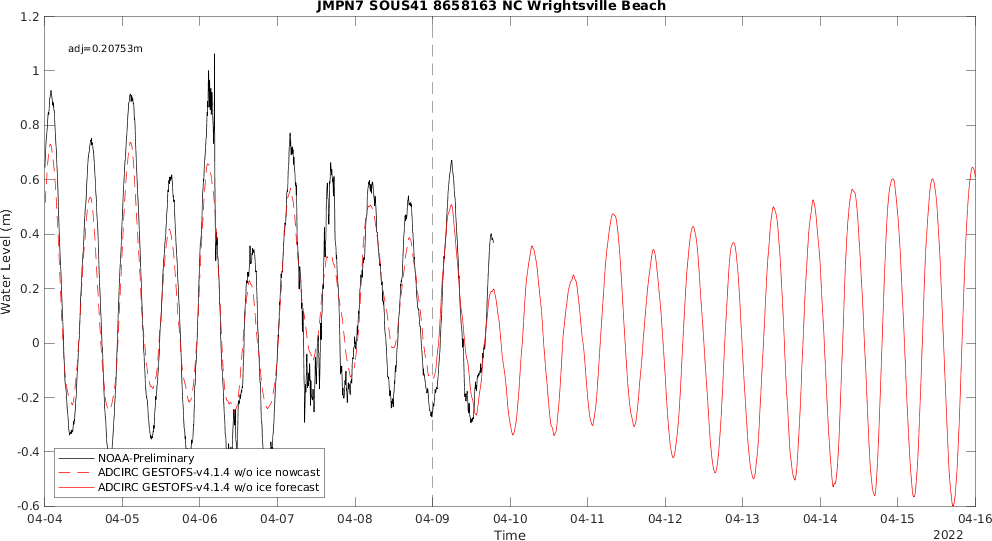 JMPN7 SOUS41 8658163 NC Wrightsville Beach
adj=0.20753m
Water Level (m)
1.2
1
0.8
0.6
0.4
0.2
0
-0.2
-0.4
-0.6
NOAA-Preliminary
ADCIRC GESTOFS-v4.1.4 w/o ice nowcast
ADCIRC GESTOFS-v4.1.4 w/o ice forecast
04-04 04-05 04-06 04-07 04-08 04-09 04-10 04-11 04-12 04-13 04-14 04-15 04-16
Time
2022